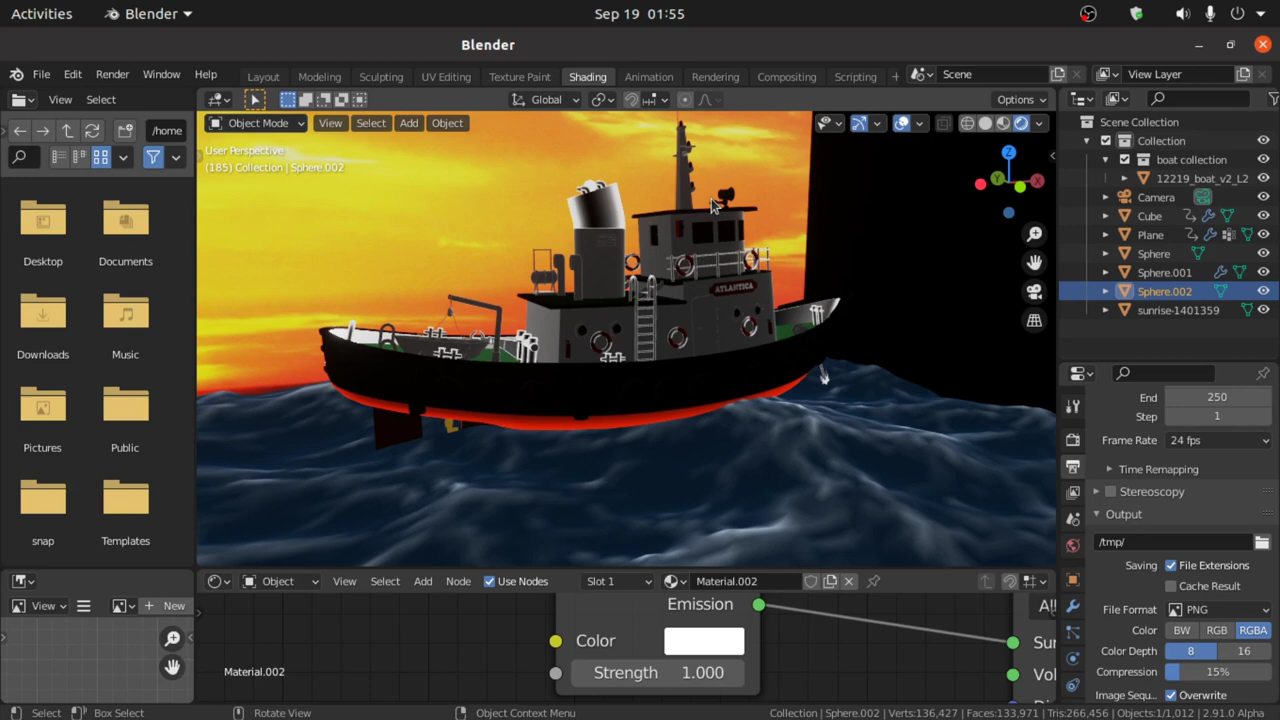 Activities Blender Sep 19 01:55
Blender
File Edit Render Window Help Layout Modeling Sculpting UV Editing Texture Paint Shading Animation Rendering Compositing Scripting + Scene View Layer
View Select Global Options
/home Object Mode View Select Add Object
User Perspective
(185) Collection | Sphere.002
Z
Y
X
ATLANTICA
Desktop Documents
Downloads Music
Pictures Public
snap Templates
Scene Collection
Collection
boat collection
12219_boat_v2_L2
Camera
Cube
Plane
Sphere
Sphere.001
Sphere.002
sunrise-1401359
End 250
Step 1
Frame Rate 24 fps
Time Remapping
Stereoscopy
Output
/tmp/
Saving File Extensions
Cache Result
File Format PNG
Color BW RGB RGBA
Color Depth 8 16
Compression 15%
Image Sequ... Overwrite
Object View Select Add Node Use Nodes Slot 1 Material.002
View New
Emission
Color
Strength 1.000
All
Sur
Vol
Material.002
Select Box Select Rotate View Object Context Menu Collection | Sphere.002 | Verts:136,427 | Faces:133,971 | Tris:266,456 | Objects:1/1,012 | 2.91.0 Alpha